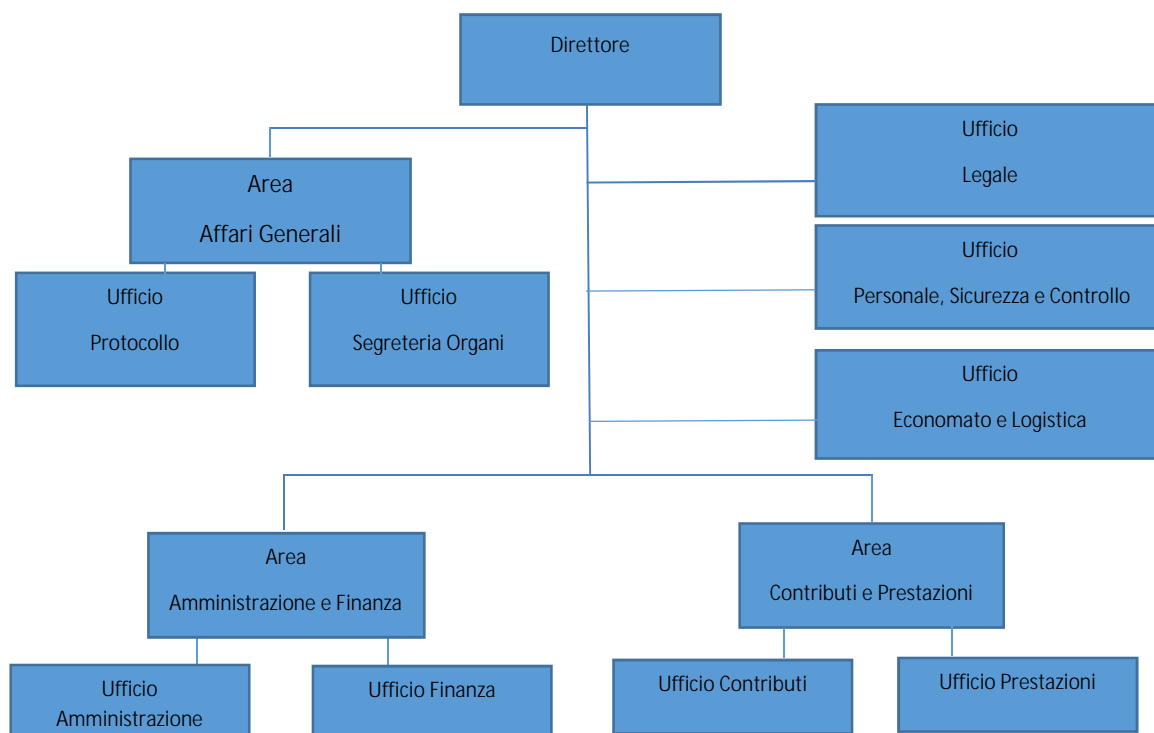 Direttore
Ufficio
Legale
Area
Affari Generali
Ufficio
Personale, Sicurezza e Controllo
Ufficio
Protocollo
Ufficio
Segreteria Organi
Ufficio
Economato e Logistica
Area
Amministrazione e Finanza
Area
Contributi e Prestazioni
Ufficio
Amministrazione
Ufficio Finanza
Ufficio Contributi
Ufficio Prestazioni